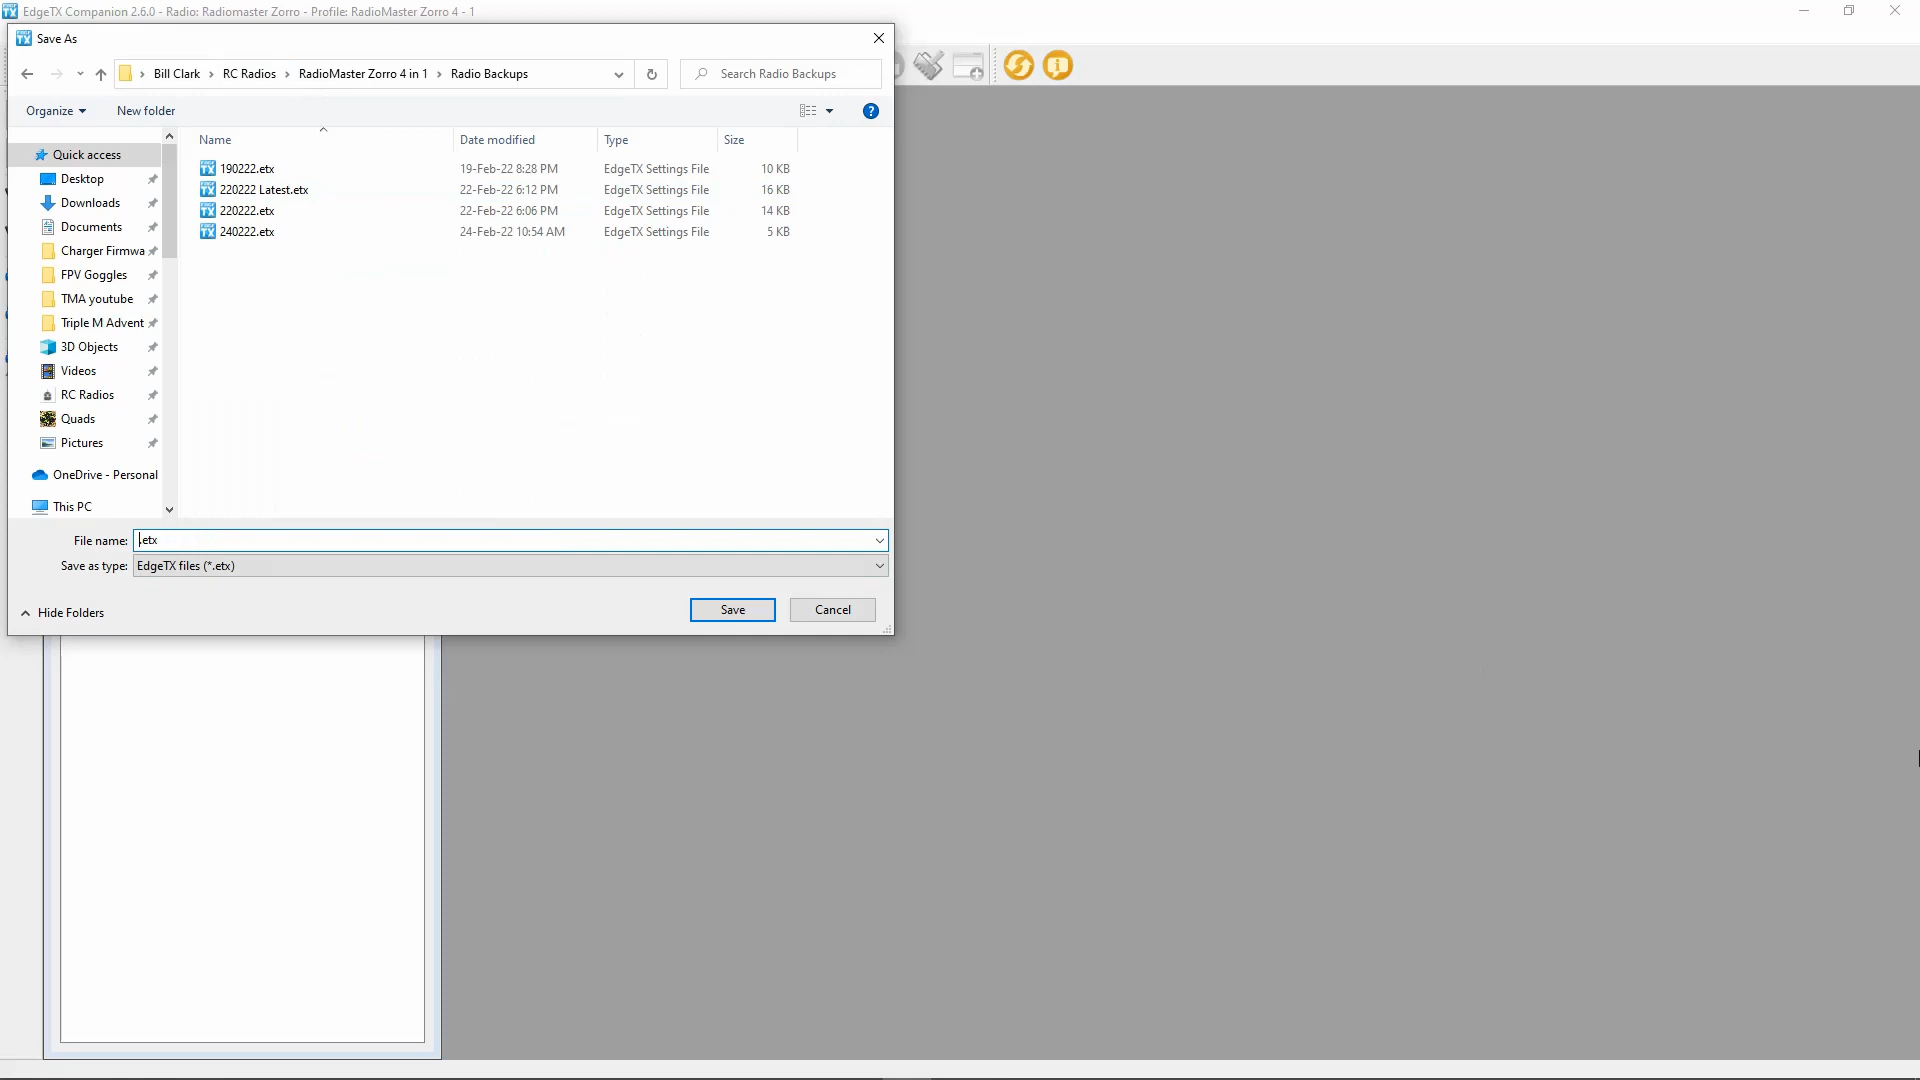 EdgeTX Companion 2.6.0 - Radio: Radiomaster Zorro - Profile: RadioMaster Zorro 4 - 1
Save As
Bill Clark › RC Radios › RadioMaster Zorro 4 in 1 › Radio Backups
Search Radio Backups
Organize
New folder
Name Date modified Type Size
190222.etx 19-Feb-22 8:28 PM EdgeTX Settings File 10 KB
220222 Latest.etx 22-Feb-22 6:12 PM EdgeTX Settings File 16 KB
220222.etx 22-Feb-22 6:06 PM EdgeTX Settings File 14 KB
240222.etx 24-Feb-22 10:54 AM EdgeTX Settings File 5 KB
Quick access
Desktop
Downloads
Documents
Charger Firmwa
FPV Goggles
TMA youtube
Triple M Advent
3D Objects
Videos
RC Radios
Quads
Pictures
OneDrive - Personal
This PC
File name: .etx
Save as type: EdgeTX files (*.etx)
Hide Folders
Save
Cancel